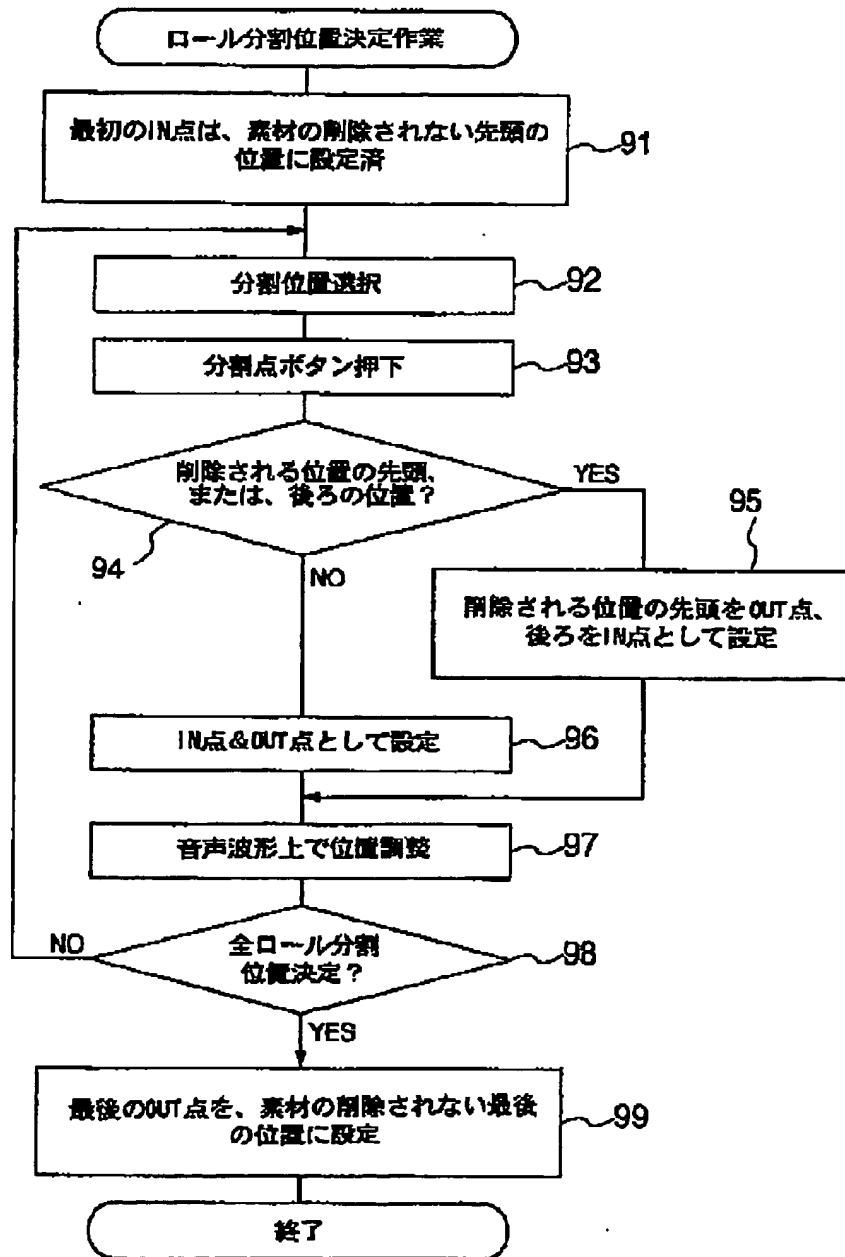 ロール分割位置決定作業
最初のIN点は、素材の削除されない先頭の
位置に設定済
91
分割位置選択
92
分割点ボタン押下
93
削除される位置の先頭、
または、後ろの位置？
YES
94
NO
95
削除される位置の先頭をOUT点、
後ろをIN点として設定
IN点&OUT点として設定
96
音声波形上で位置調整
97
NO
全ロール分割
位置決定？
98
YES
最後のOUT点を、素材の削除されない最後
の位置に設定
99
終了